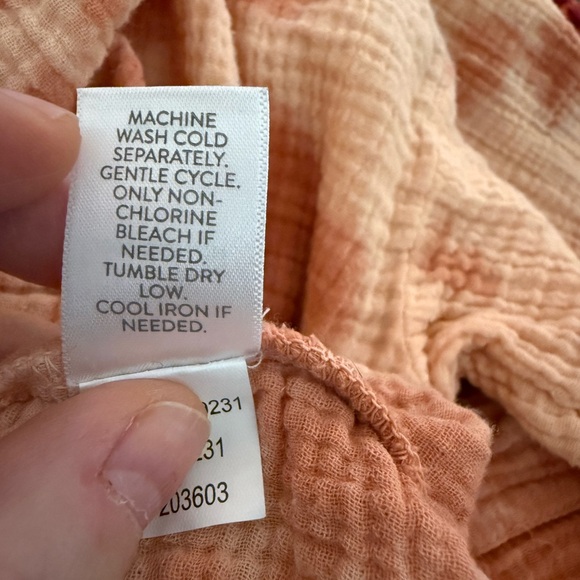 MACHINE
WASH COLD
SEPARATELY.
GENTLE CYCLE.
ONLY NON-
CHLORINE
BLEACH IF
NEEDED.
TUMBLE DRY
LOW.
COOL IRON IF
NEEDED.
0231
231
203603